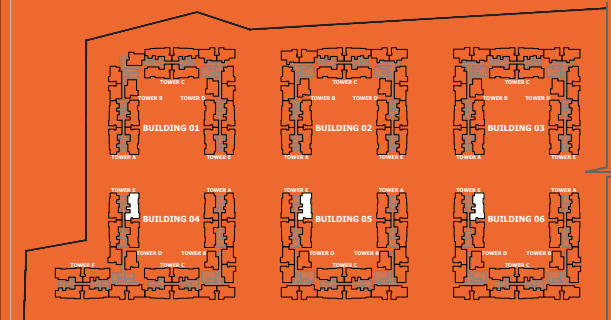 TOWER C TOWER C TOWER C
TOWER B TOWER D TOWER B TOWER D TOWER B TOWER D
BUILDING 01 BUILDING 02 BUILDING 03
TOWER A TOWER E TOWER A TOWER E TOWER A TOWER E
TOWER E TOWER A TOWER E TOWER A TOWER E TOWER A
BUILDING 04 BUILDING 05 BUILDING 06
TOWER D TOWER B TOWER D TOWER B TOWER D TOWER B
TOWER F TOWER C TOWER C TOWER C